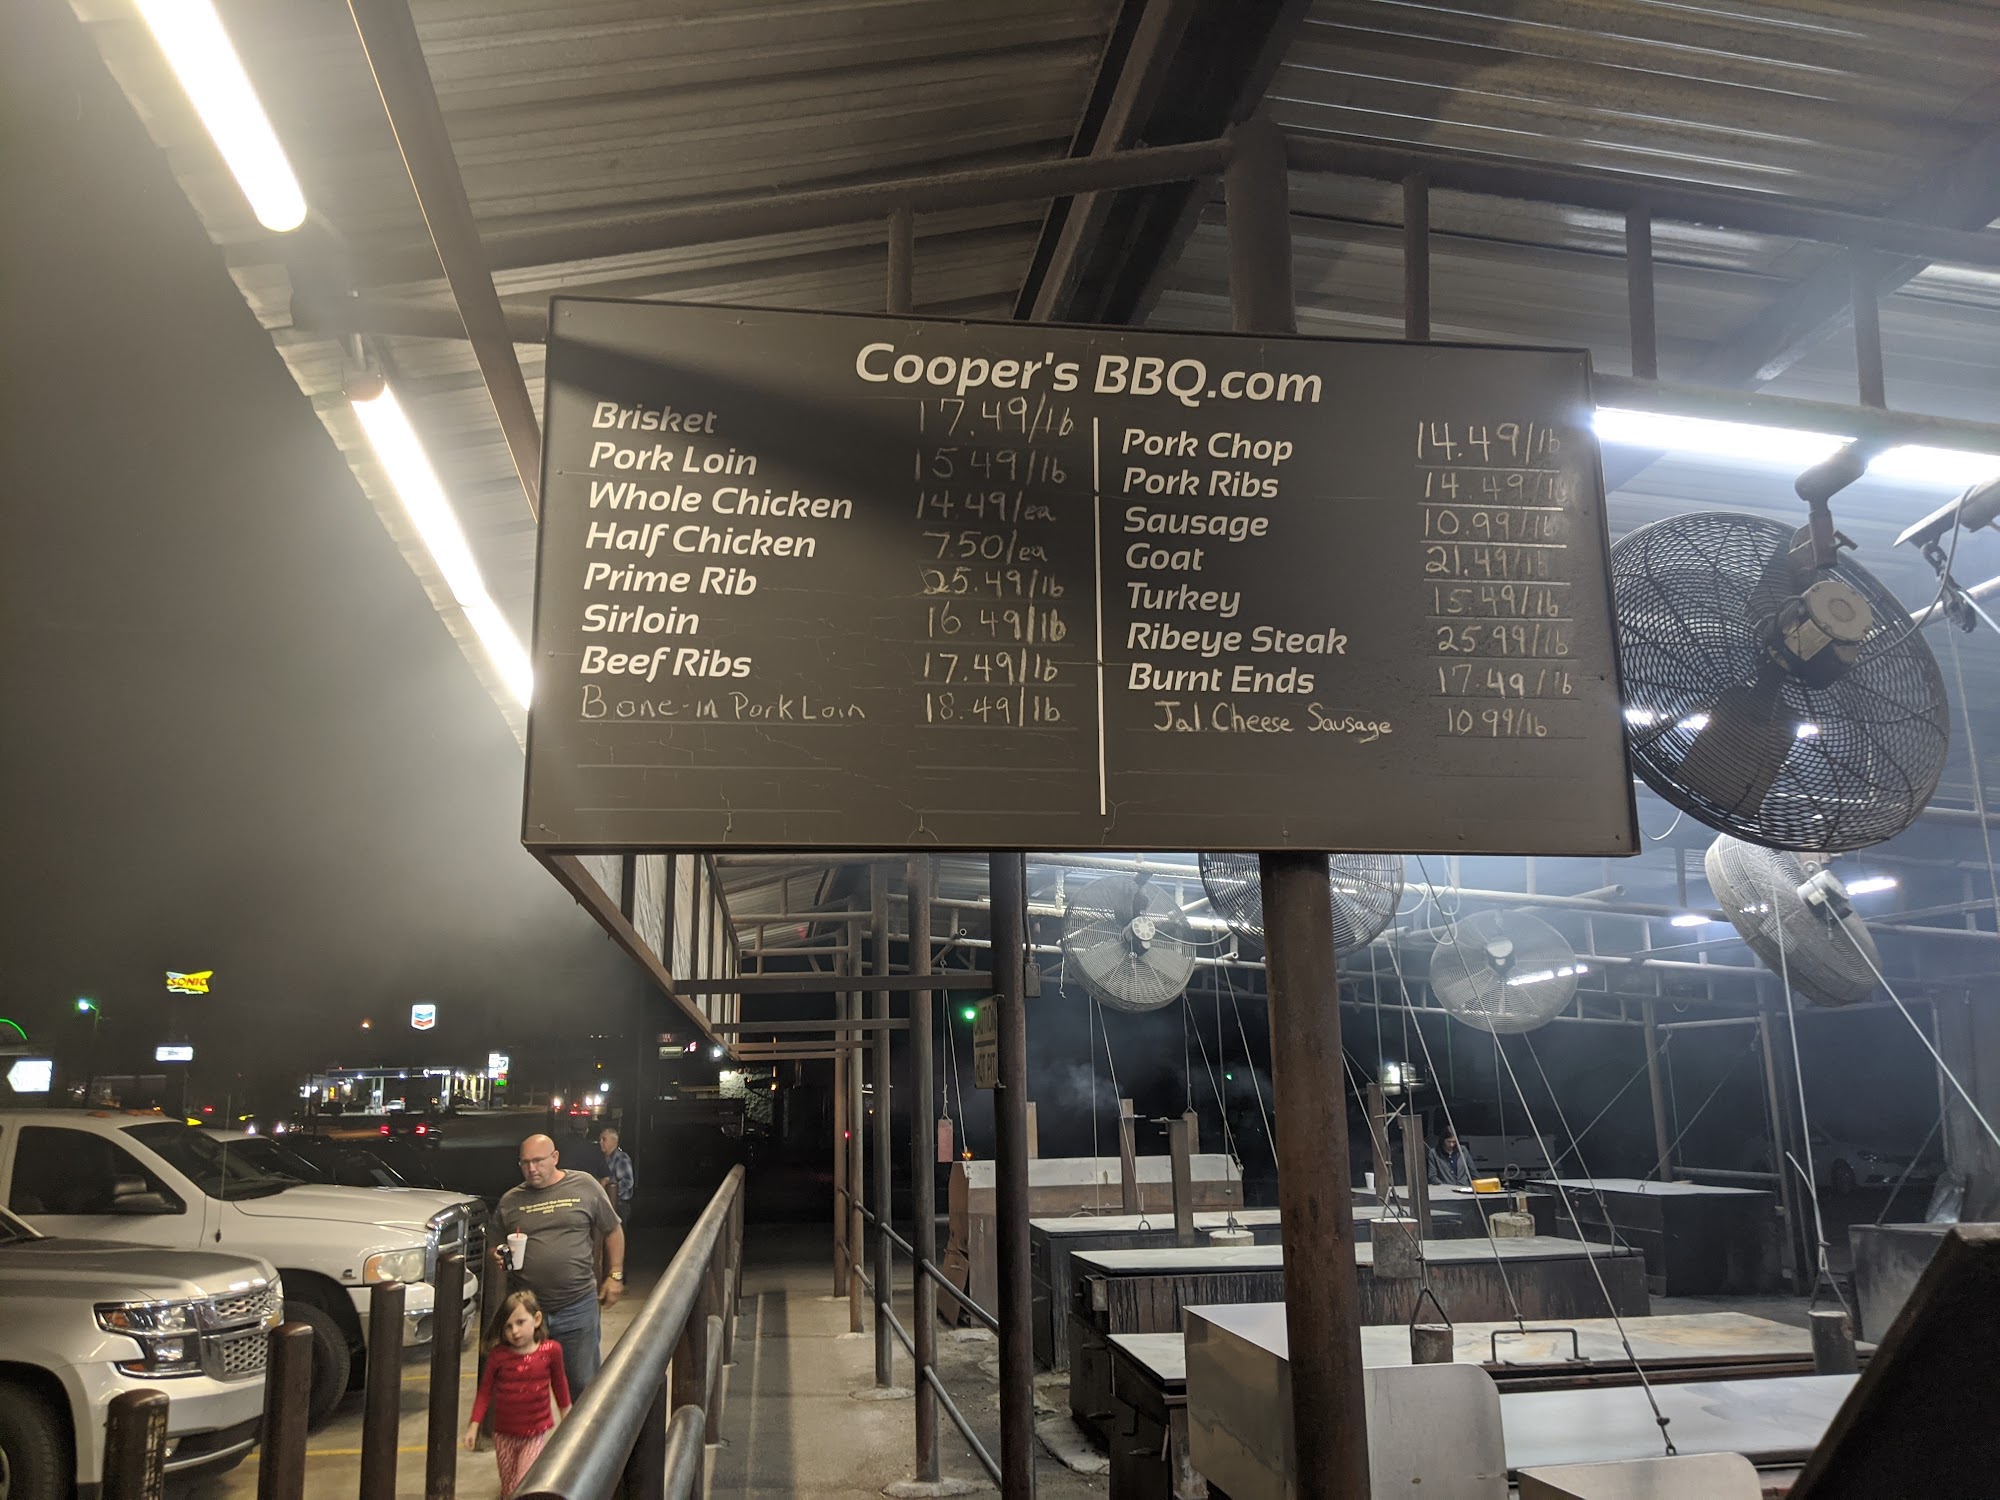 Cooper's BBQ.com
Brisket 17.49/lb
Pork Loin 15.49/lb
Whole Chicken 14.49/ea
Half Chicken 7.50/ea
Prime Rib 25.49/lb
Sirloin 16.49/lb
Beef Ribs 17.49/lb
Bone-in Pork Loin 18.49/lb
Pork Chop 14.49/lb
Pork Ribs 14.49/lb
Sausage 10.99/lb
Goat 21.49/lb
Turkey 15.49/lb
Ribeye Steak 25.99/lb
Burnt Ends 17.49/lb
Jal. Cheese Sausage 10 99/lb
SONIC